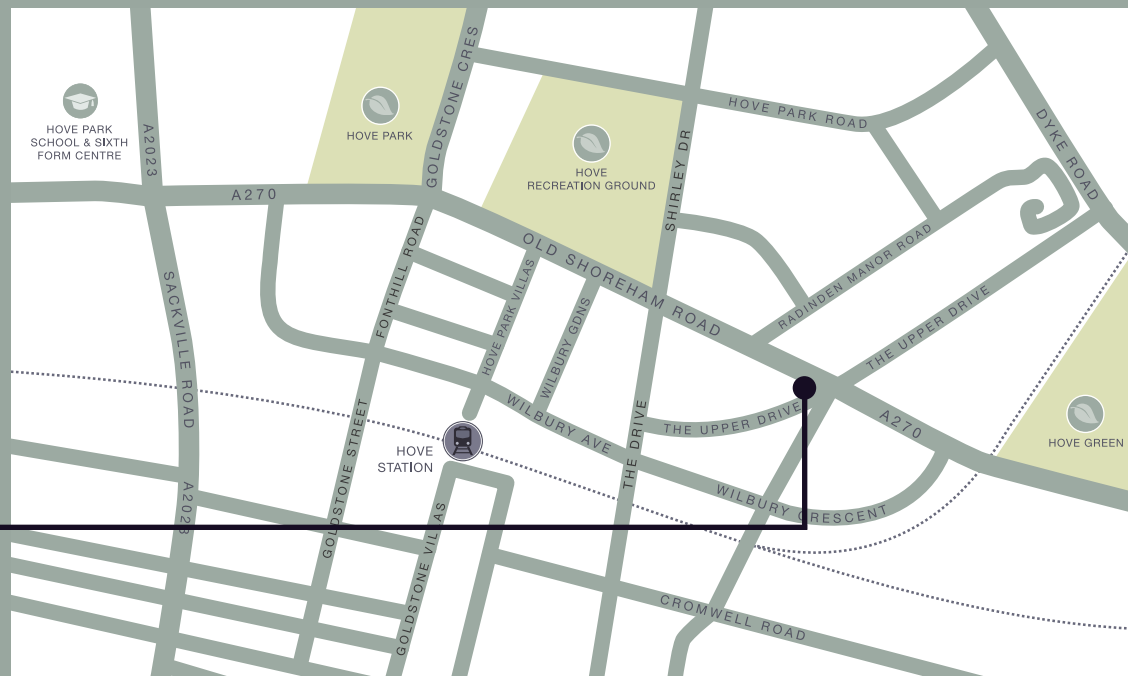 GOLDSTONE CRES
HOVE PARK
SCHOOL & SIXTH
FORM CENTRE
A2023
HOVE PARK
HOVE
RECREATION GROUND
SHIRLEY DR
HOVE PARK ROAD
DYKE ROAD
A270
OLD SHOREHAM ROAD
RADINDEN MANOR ROAD
THE UPPER DRIVE
SACKVILLE ROAD
FONTHILL ROAD
HOVE PARK VILLAS
WILBURY GDNS
WILBURY AVE
THE DRIVE
THE UPPER DRIVE
A270
HOVE GREEN
HOVE
STATION
GOLDSTONE STREET
WILBURY CRESCENT
A2023
GOLDSTONE VILLAS
CROMWELL ROAD